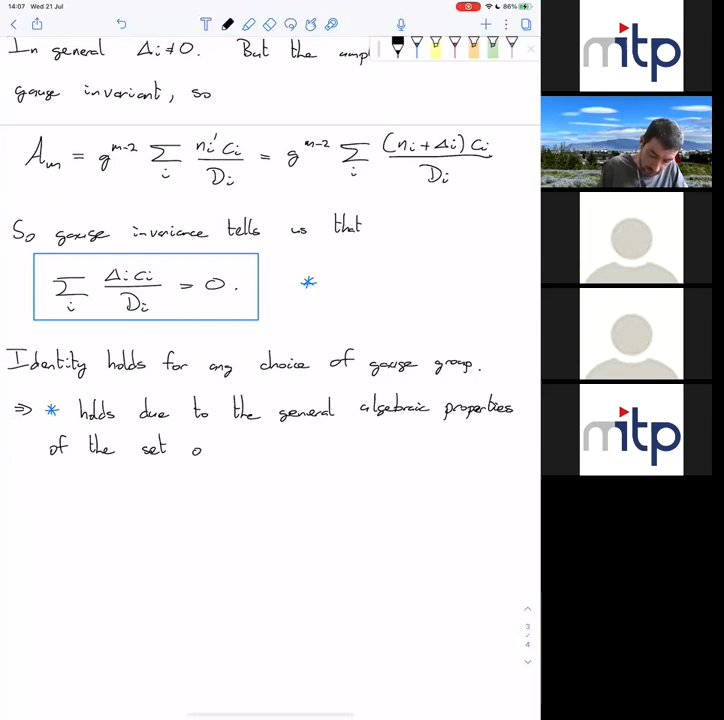 14:07 Wed 21 Jul
86%
In general Δi≠0. But the amp
gauge invariant, so
A_m = g^{m-2} Σ_i n_i' c_i / D_i = g^{m-2} Σ_i (n_i + Δ_i) c_i / D_i
So gauge invariance tells us that
Σ_i Δ_i c_i / D_i = 0. *
Identity holds for any choice of gauge group.
⇒ * holds due to the general algebraic properties
of the set o
3
4
mitp
mitp